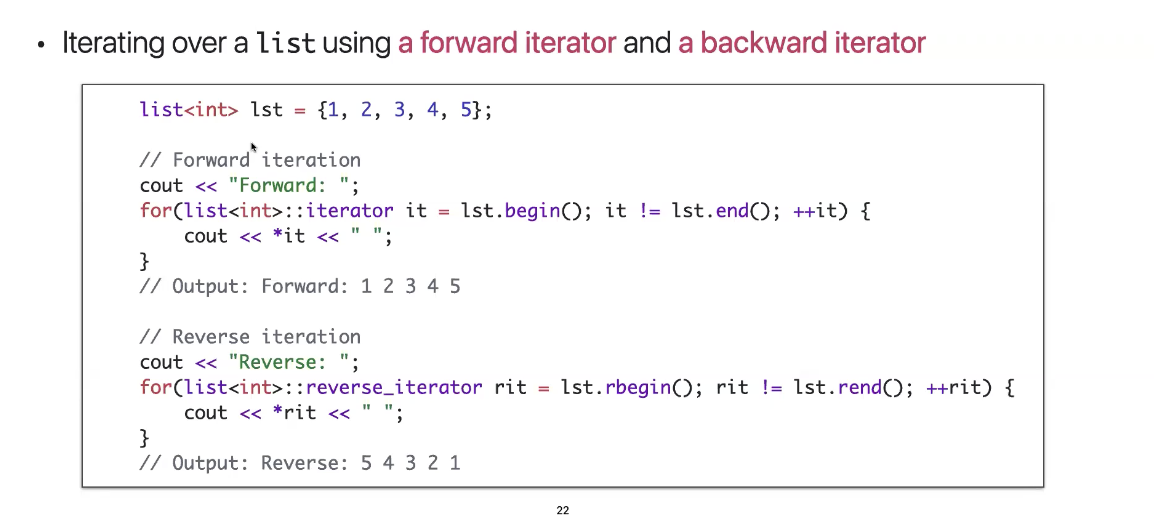 • Iterating over a list using a forward iterator and a backward iterator
list<int> lst = {1, 2, 3, 4, 5};
// Forward iteration
cout << "Forward: ";
for(list<int>::iterator it = lst.begin(); it != lst.end(); ++it) {
    cout << *it << " ";
}
// Output: Forward: 1 2 3 4 5
// Reverse iteration
cout << "Reverse: ";
for(list<int>::reverse_iterator rit = lst.rbegin(); rit != lst.rend(); ++rit) {
    cout << *rit << " ";
}
// Output: Reverse: 5 4 3 2 1
22